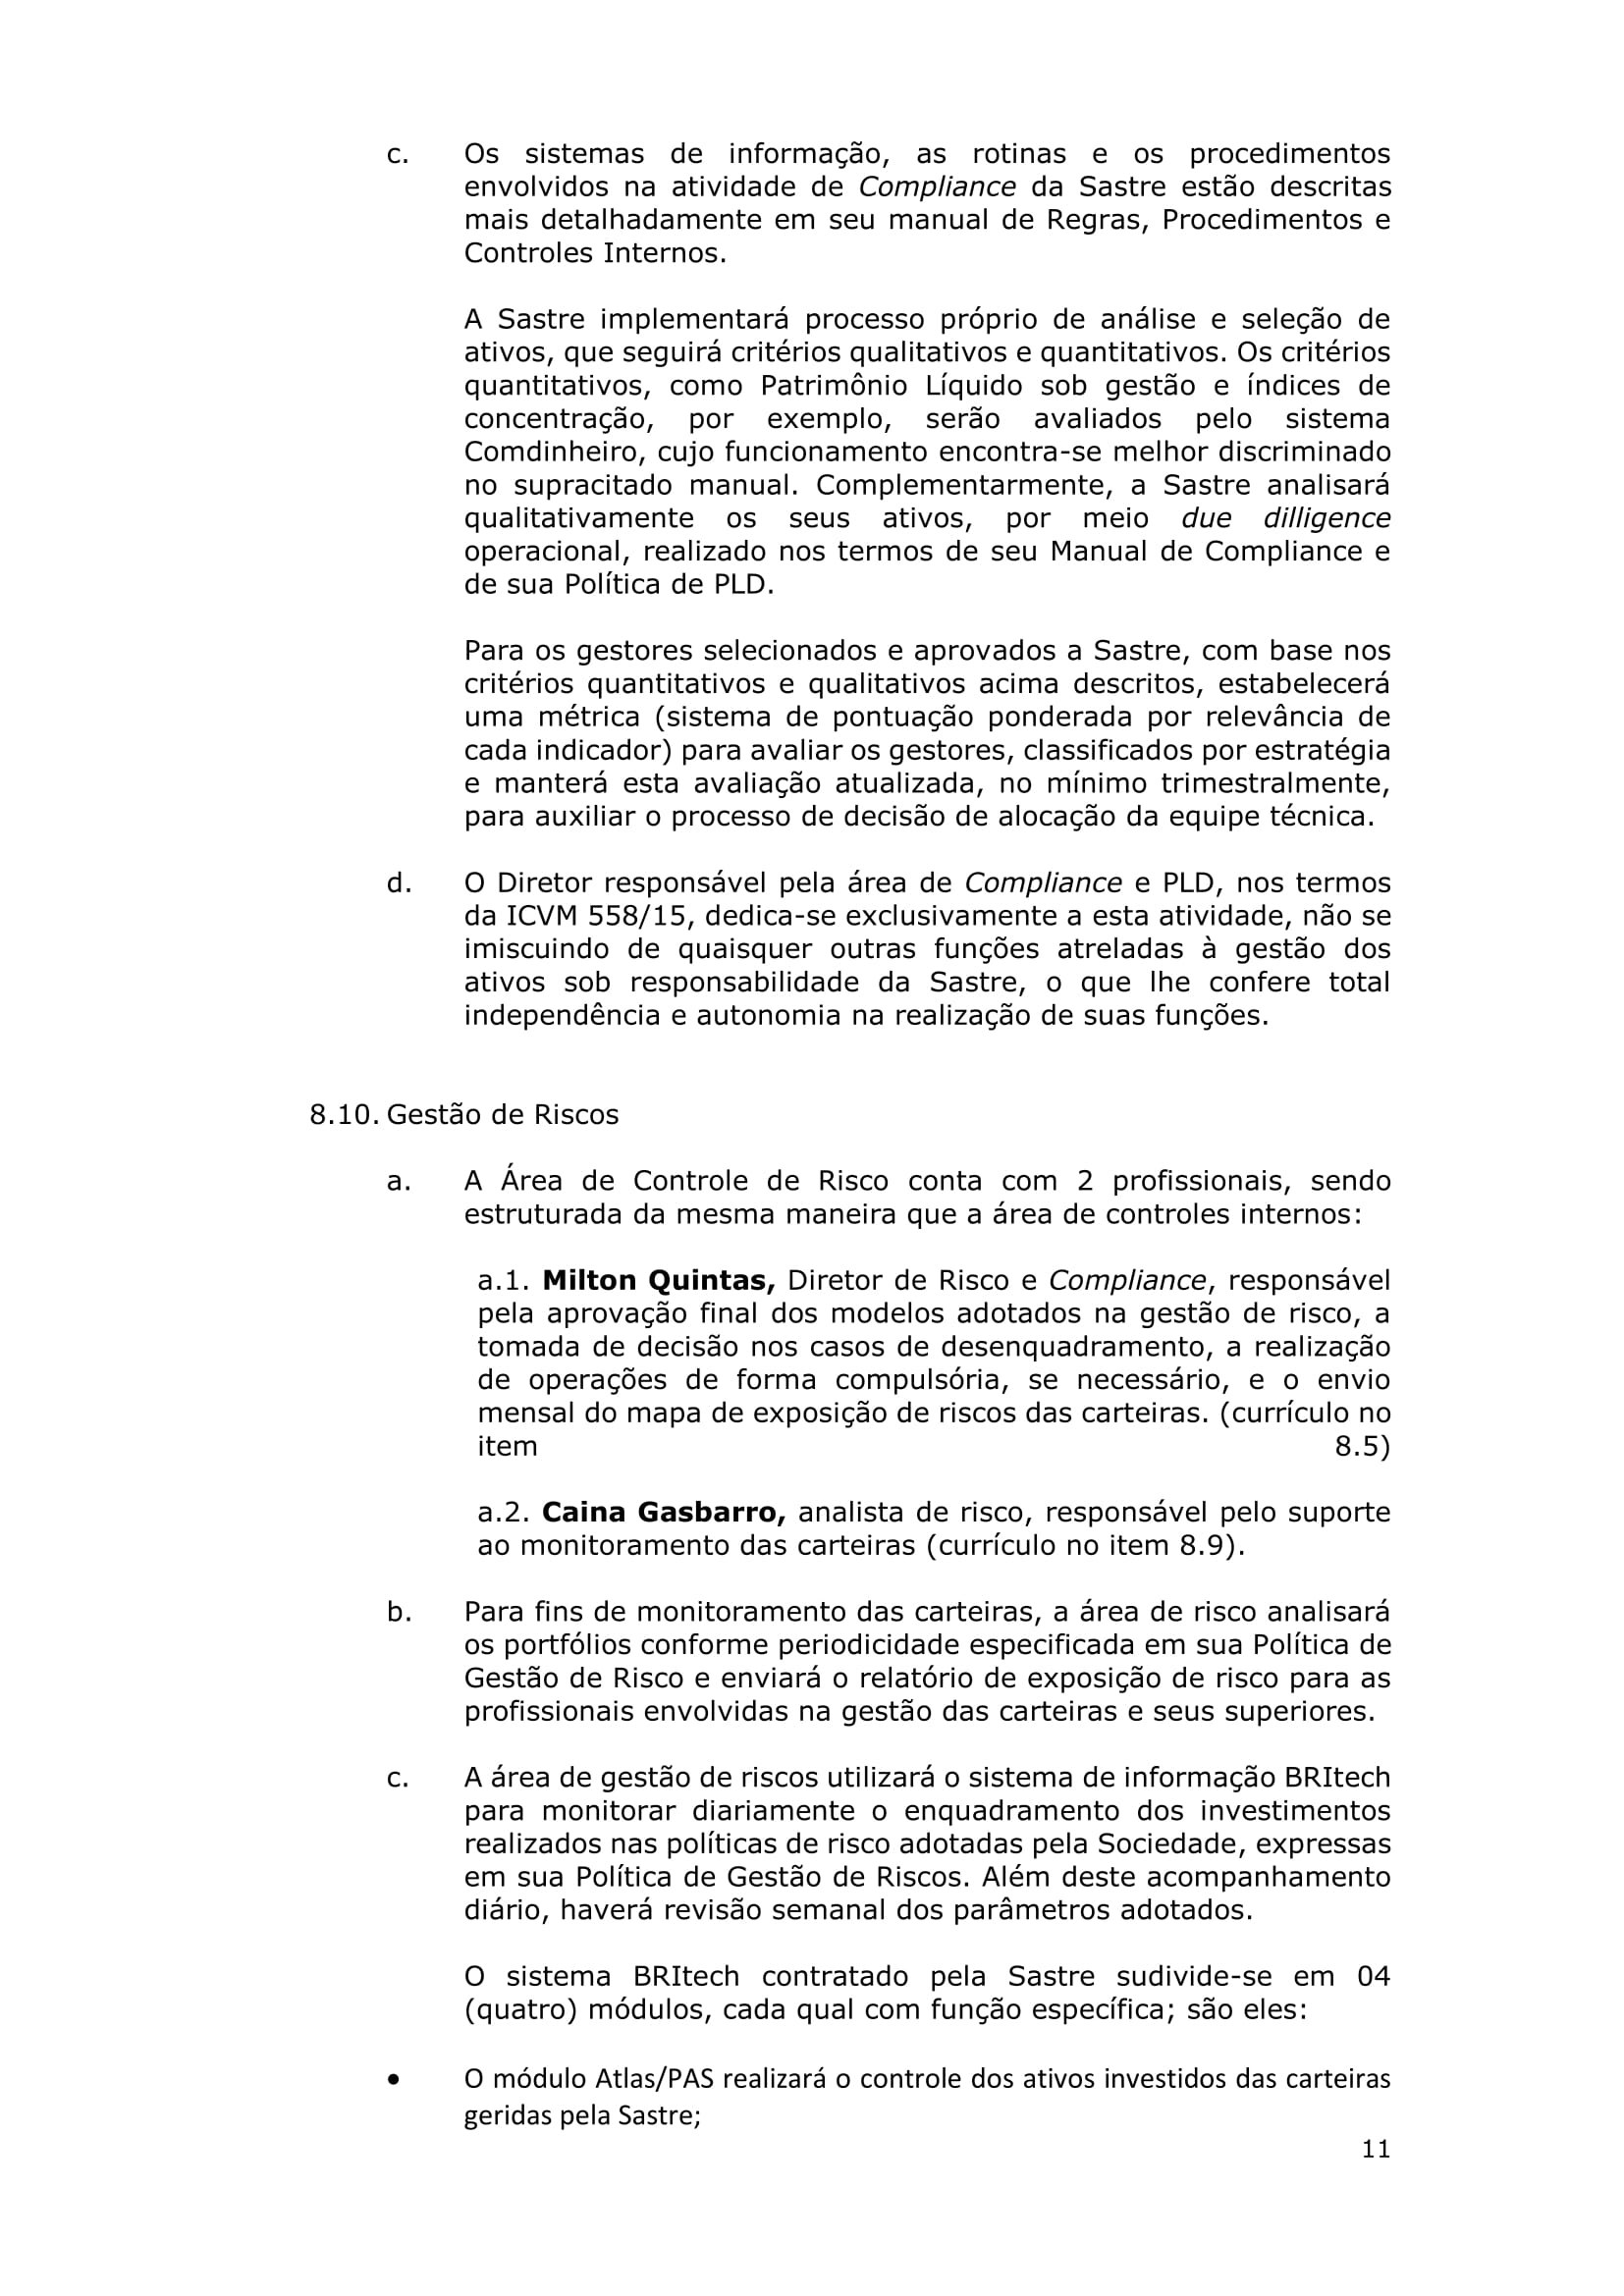 c. Os sistemas de informação, as rotinas e os procedimentos
envolvidos na atividade de Compliance da Sastre estão descritas
mais detalhadamente em seu manual de Regras, Procedimentos e
Controles Internos.
A Sastre implementará processo próprio de análise e seleção de
ativos, que seguirá critérios qualitativos e quantitativos. Os critérios
quantitativos, como Patrimônio Líquido sob gestão e índices de
concentração, por exemplo, serão avaliados pelo sistema
Comdinheiro, cujo funcionamento encontra-se melhor discriminado
no supracitado manual. Complementarmente, a Sastre analisará
qualitativamente os seus ativos, por meio due dilligence
operacional, realizado nos termos de seu Manual de Compliance e
de sua Política de PLD.
Para os gestores selecionados e aprovados a Sastre, com base nos
critérios quantitativos e qualitativos acima descritos, estabelecerá
uma métrica (sistema de pontuação ponderada por relevância de
cada indicador) para avaliar os gestores, classificados por estratégia
e manterá esta avaliação atualizada, no mínimo trimestralmente,
para auxiliar o processo de decisão de alocação da equipe técnica.
d. O Diretor responsável pela área de Compliance e PLD, nos termos
da ICVM 558/15, dedica-se exclusivamente a esta atividade, não se
imiscuindo de quaisquer outras funções atreladas à gestão dos
ativos sob responsabilidade da Sastre, o que lhe confere total
independência e autonomia na realização de suas funções.
8.10. Gestão de Riscos
a. A Área de Controle de Risco conta com 2 profissionais, sendo
estruturada da mesma maneira que a área de controles internos:
a.1. Milton Quintas, Diretor de Risco e Compliance, responsável
pela aprovação final dos modelos adotados na gestão de risco, a
tomada de decisão nos casos de desenquadramento, a realização
de operações de forma compulsória, se necessário, e o envio
mensal do mapa de exposição de riscos das carteiras. (currículo no
item 8.5)
a.2. Caina Gasbarro, analista de risco, responsável pelo suporte
ao monitoramento das carteiras (currículo no item 8.9).
b. Para fins de monitoramento das carteiras, a área de risco analisará
os portfólios conforme periodicidade especificada em sua Política de
Gestão de Risco e enviará o relatório de exposição de risco para as
profissionais envolvidas na gestão das carteiras e seus superiores.
c. A área de gestão de riscos utilizará o sistema de informação BRItech
para monitorar diariamente o enquadramento dos investimentos
realizados nas políticas de risco adotadas pela Sociedade, expressas
em sua Política de Gestão de Riscos. Além deste acompanhamento
diário, haverá revisão semanal dos parâmetros adotados.
O sistema BRItech contratado pela Sastre sudivide-se em 04
(quatro) módulos, cada qual com função específica; são eles:
• O módulo Atlas/PAS realizará o controle dos ativos investidos das carteiras
geridas pela Sastre;
11